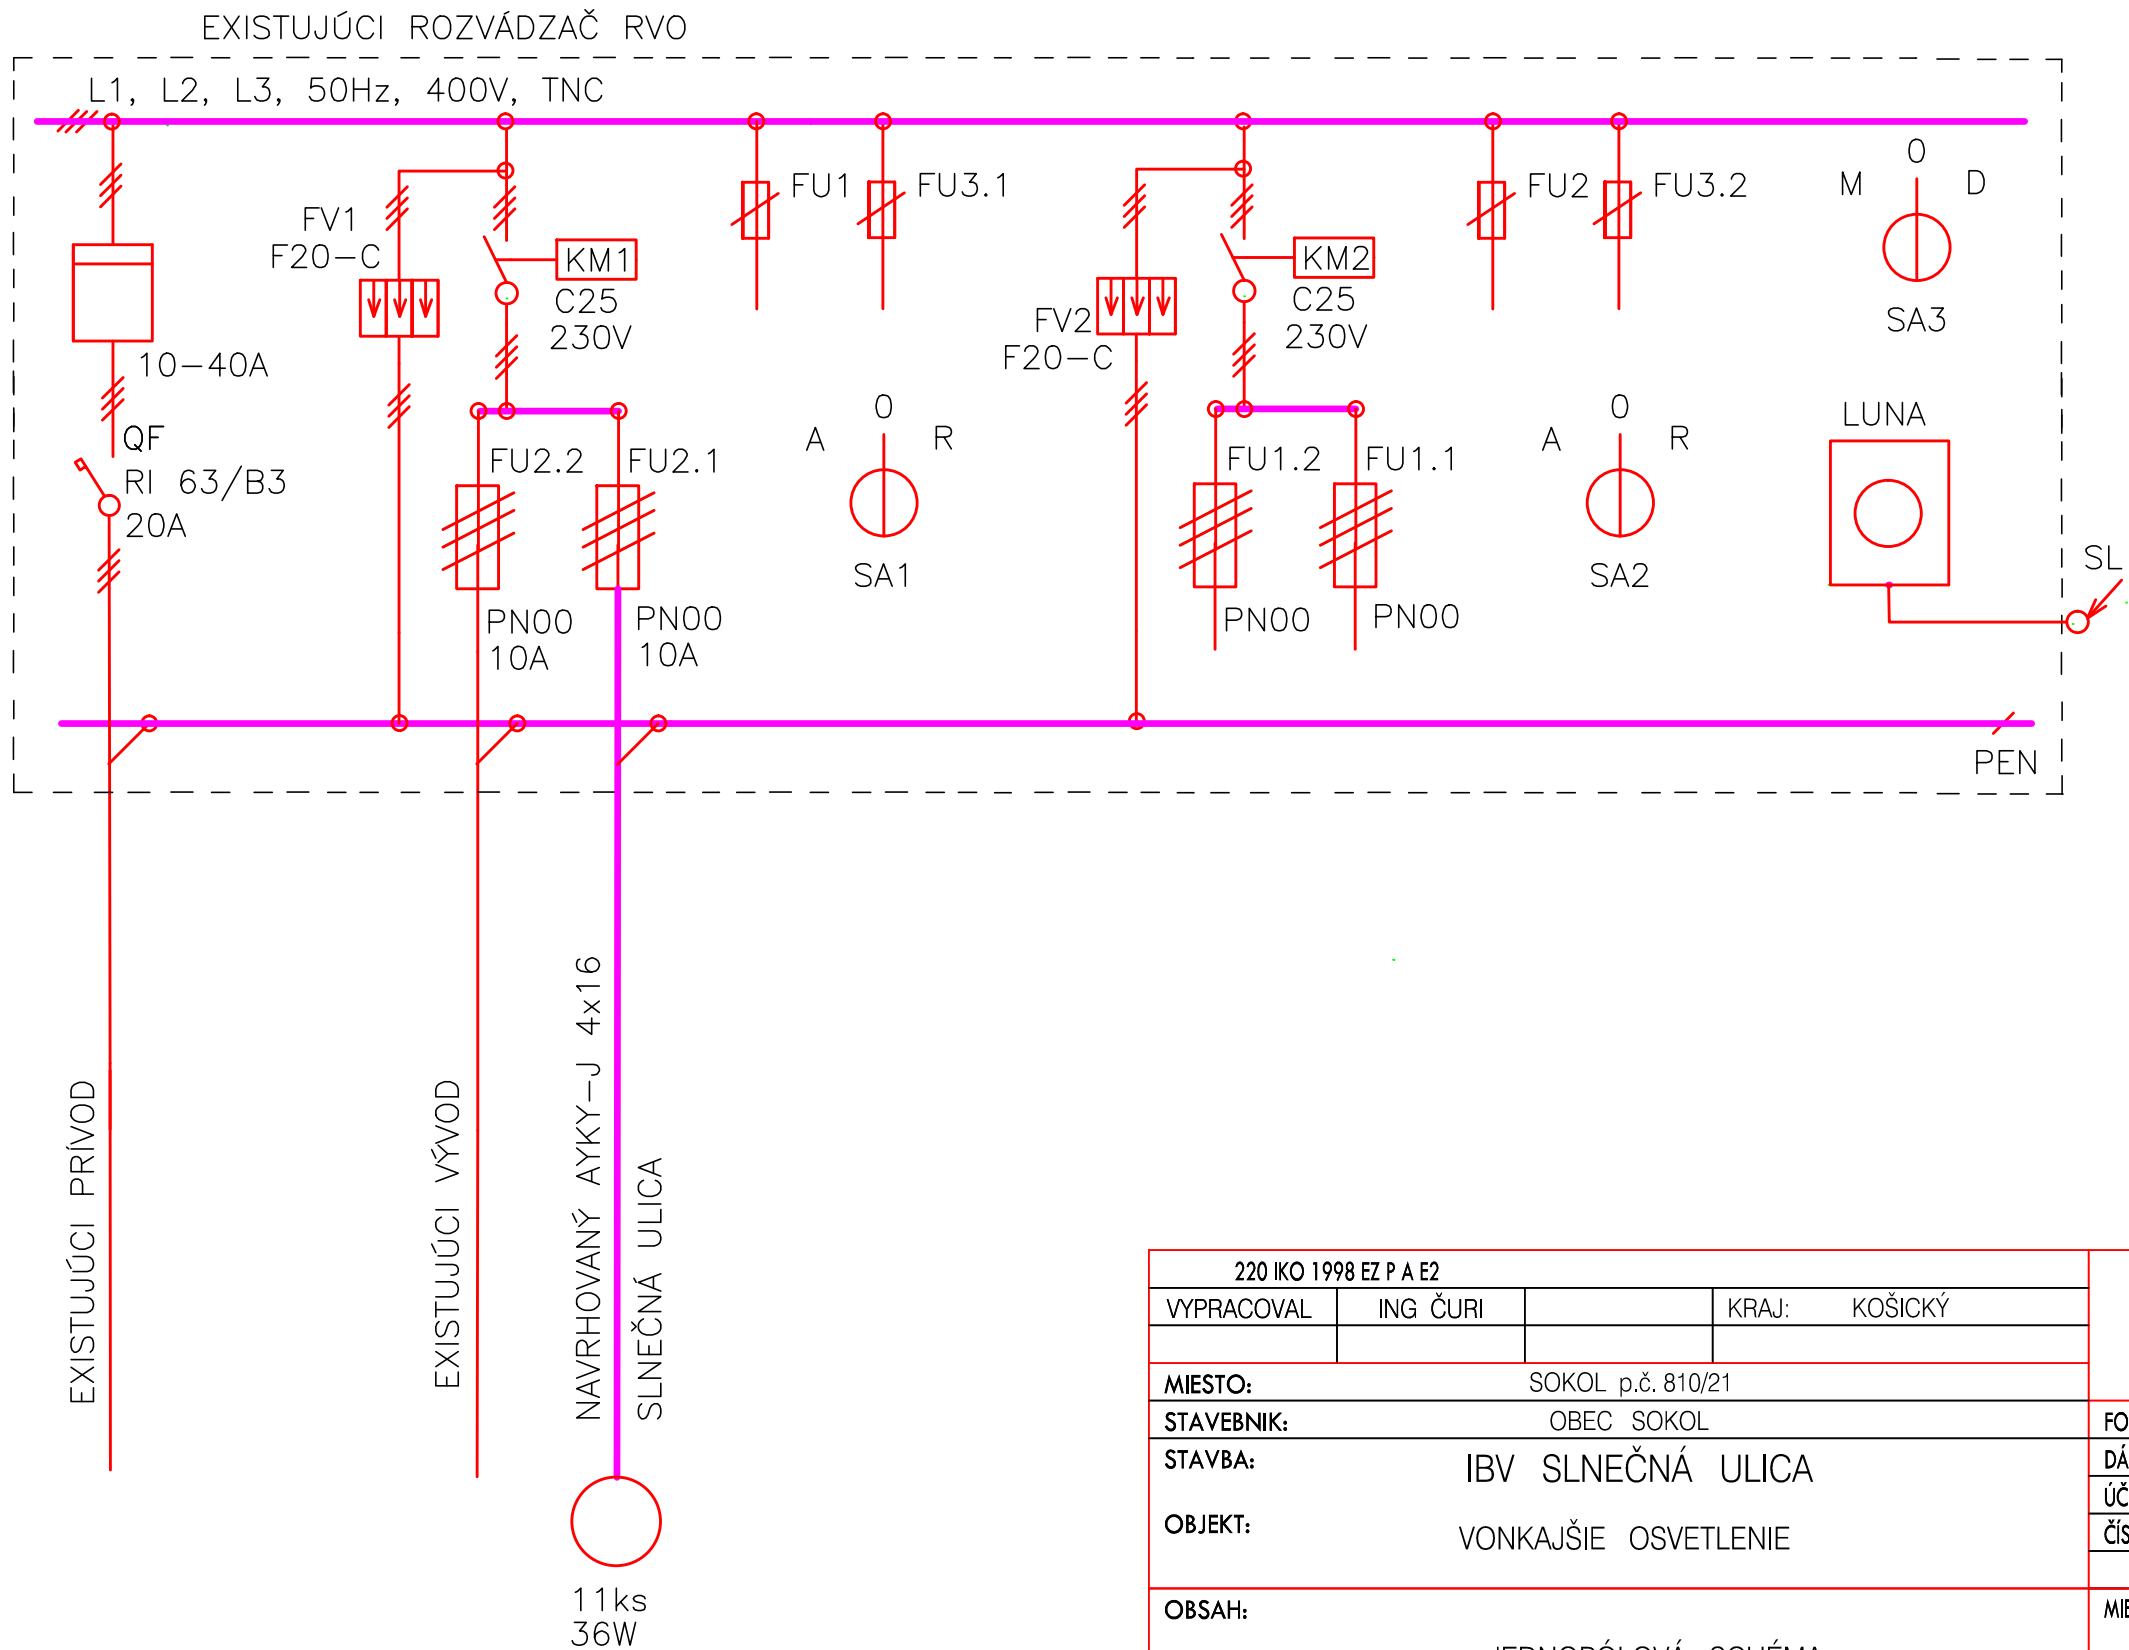 EXISTUJÚCI ROZVÁDZAČ RVO
L1, L2, L3, 50Hz, 400V, TNC
10-40A
QF
RI 63/B3
20A
FV1
F20-C
KM1
C25
230V
FU2.2
FU2.1
PN00
10A
PN00
10A
FU1
FU3.1
0
A R
SA1
FV2
F20-C
KM2
C25
230V
FU1.2
FU1.1
PN00
PN00
FU2
FU3.2
0
A R
SA2
0
M D
SA3
LUNA
SL
PEN
EXISTUJÚCI PRÍVOD
EXISTUJÚCI VÝVOD
NAVRHOVANÝ AYKY-J 4x16
SLNEČNÁ ULICA
11ks
36W
220 IKO 1998 EZ P A E2
VYPRACOVAL ING ČURI KRAJ: KOŠICKÝ
MIESTO: SOKOL p.č. 810/21
STAVEBNIK: OBEC SOKOL
STAVBA: IBV SLNEČNÁ ULICA
OBJEKT: VONKAJŠIE OSVETLENIE
OBSAH:
JEDNOPÓLOVÁ SCHÉMA